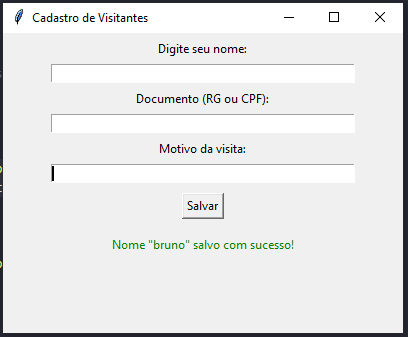 Cadastro de Visitantes
Digite seu nome:
Documento (RG ou CPF):
Motivo da visita:
Salvar
Nome "bruno" salvo com sucesso!